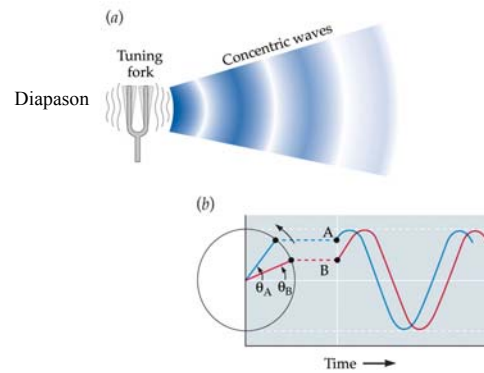 (a)
Concentric waves
Tuning
fork
Diapason
(b)
A
B
θA
θB
Time